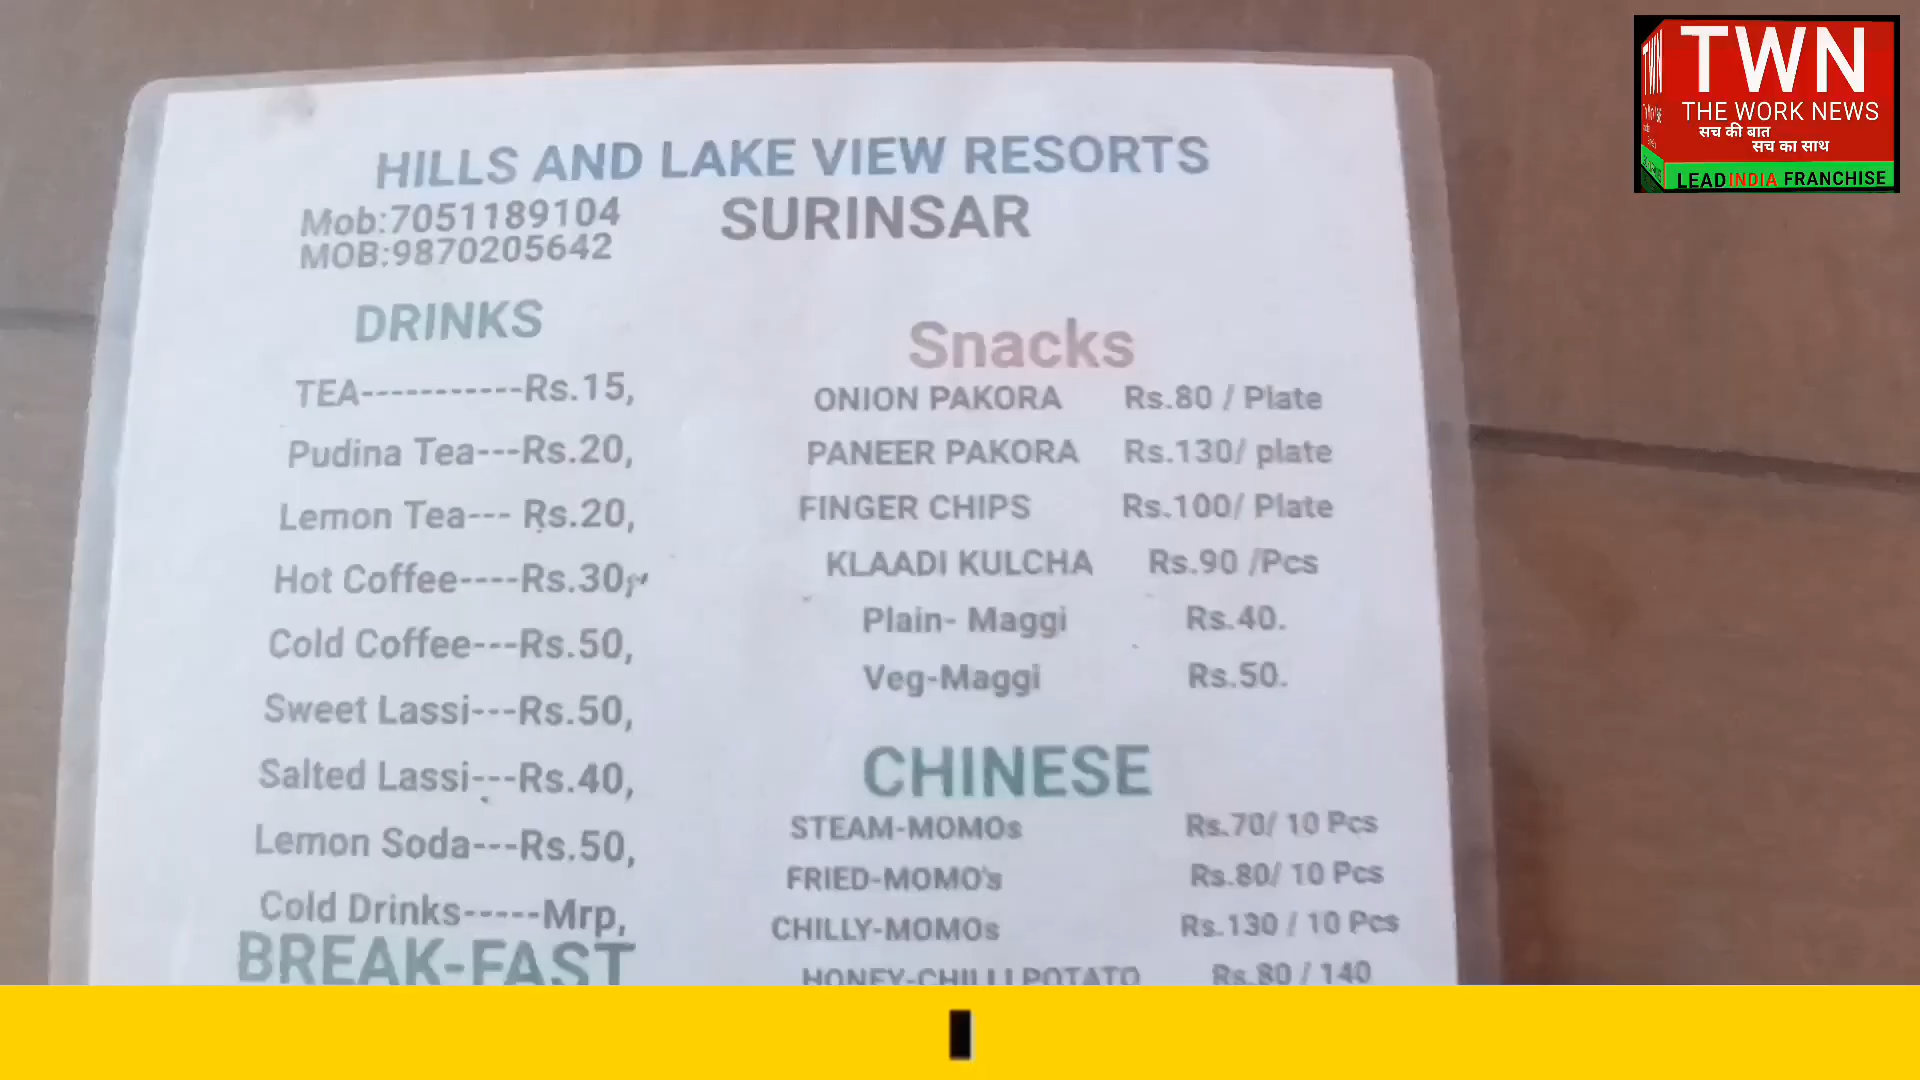 HILLS AND LAKE VIEW RESORTS
SURINSAR
Mob:7051189104
MOB:9870205642
DRINKS
TEA-----------Rs.15,
Pudina Tea---Rs.20,
Lemon Tea--- Rs.20,
Hot Coffee----Rs.30,
Cold Coffee---Rs.50,
Sweet Lassi---Rs.50,
Salted Lassi---Rs.40,
Lemon Soda---Rs.50,
Cold Drinks-----Mrp,
BREAK-FAST
Snacks
ONION PAKORA Rs.80 / Plate
PANEER PAKORA Rs.130/ plate
FINGER CHIPS Rs.100/ Plate
KLAADI KULCHA Rs.90 /Pcs
Plain- Maggi Rs.40.
Veg-Maggi Rs.50.
CHINESE
STEAM-MOMOs Rs.70/ 10 Pcs
FRIED-MOMO's Rs.80/ 10 Pcs
CHILLY-MOMOs Rs.130 / 10 Pcs
HONEY-CHILLI POTATO Rs.80 / 140
TWN
THE WORK NEWS
सच की बात
सच का साथ
LEAD INDIA FRANCHISE
TWN